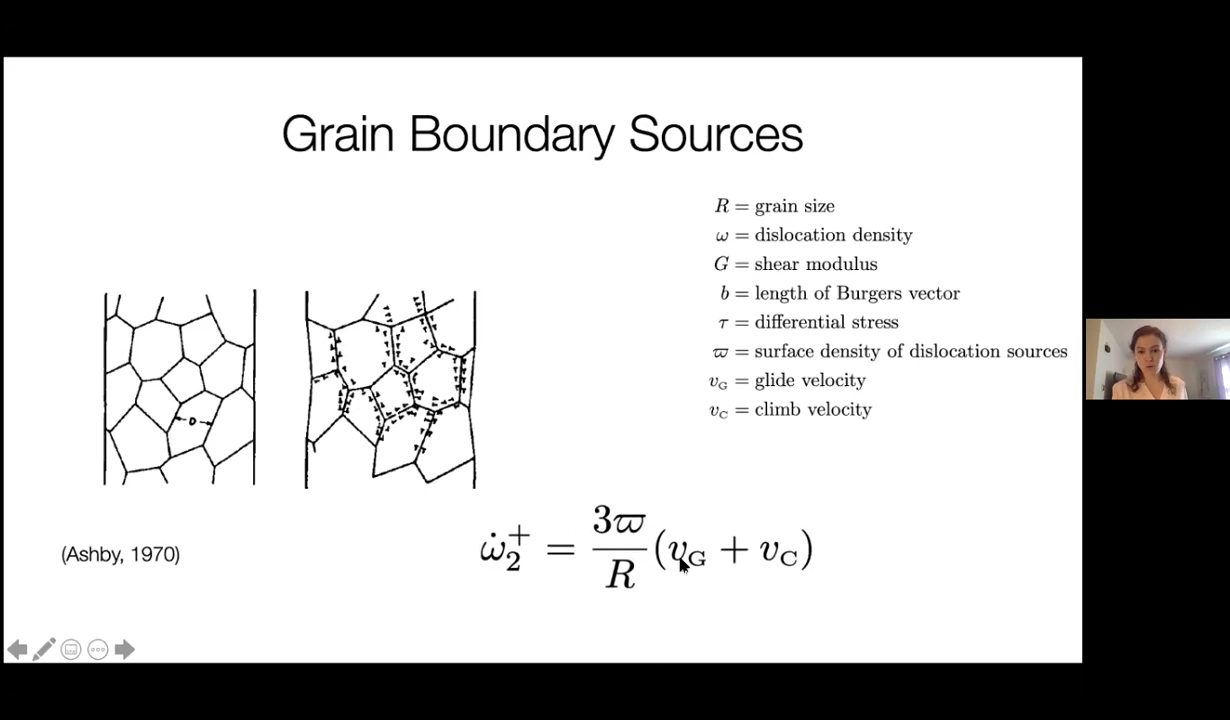 Grain Boundary Sources
R = grain size
ω = dislocation density
G = shear modulus
b = length of Burgers vector
τ = differential stress
ϖ = surface density of dislocation sources
v_G = glide velocity
v_C = climb velocity
D
(Ashby, 1970)
ω̇₂⁺ = 3ϖ/R (v_G + v_C)